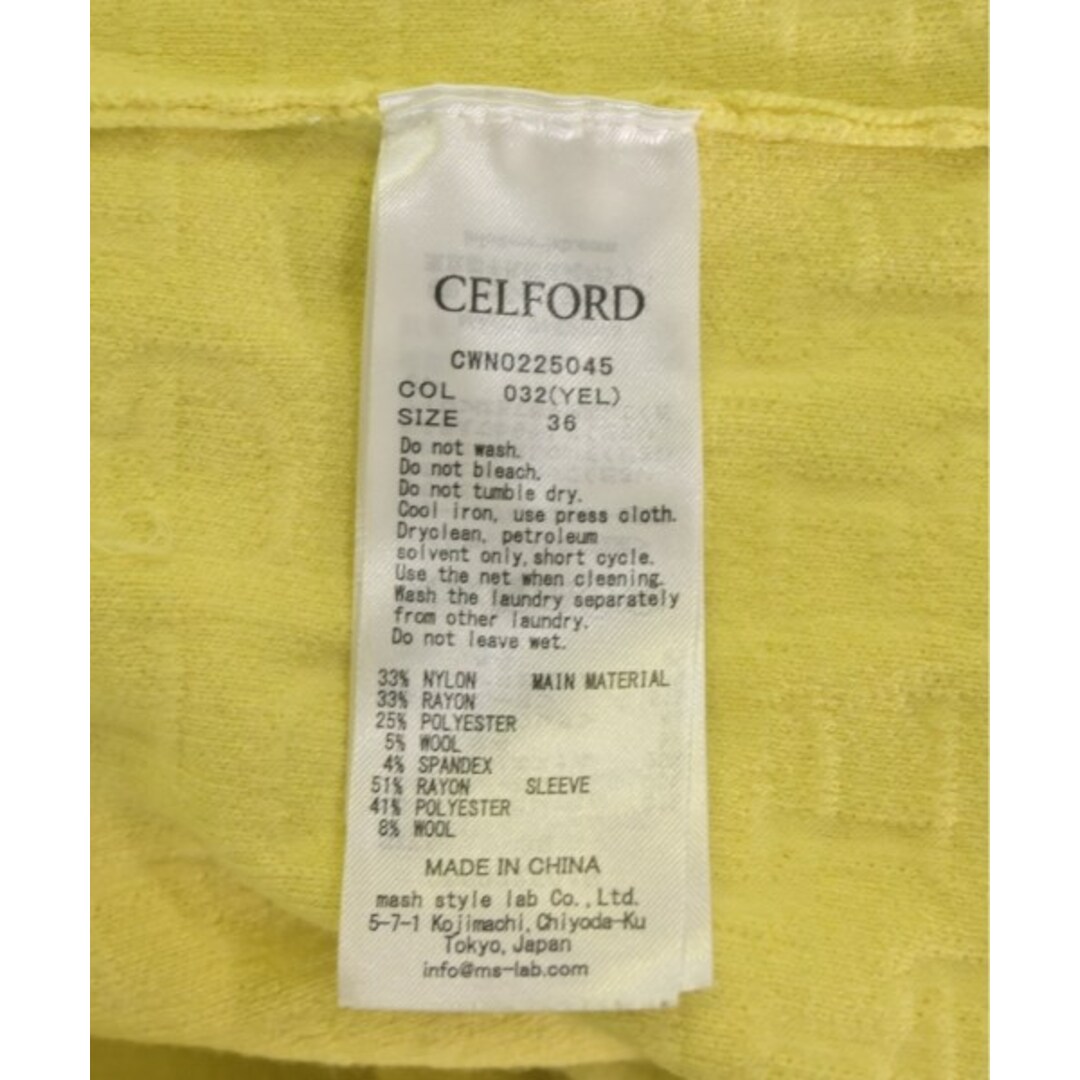 CELFORD
CWNO225045
COL 032(YEL)
SIZE 36
Do not wash.
Do not bleach.
Do not tumble dry.
Cool iron, use press cloth.
Dryclean, petroleum
solvent only, short cycle.
Use the net when cleening.
Wash the laundry separately
from other laundry.
Do not leave wet.
33% NYLON MAIN MATERIAL
33% RAYON
25% POLYESTER
5% WOOL
4% SPANDEX
51% RAYON SLEEVE
41% POLYESTER
8% WOOL
MADE IN CHINA
mash style lab Co., Ltd.
5-7-1 Kojimachi, Chiyoda-Ku
Tokyo, Japan
info@ms-lab.com